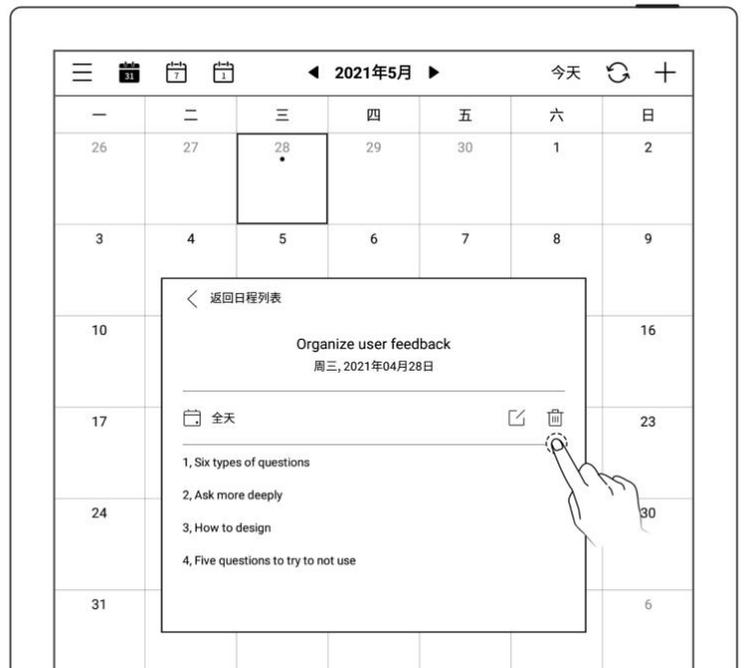 31 7 1 2021年5月 今天
一 二 三 四 五 六 日
26 27 28 29 30 1 2
3 4 5 6 7 8 9
返回日程列表
10 16
Organize user feedback
周三, 2021年04月28日
17 全天 23
1, Six types of questions
2, Ask more deeply
24 30
3, How to design
4, Five questions to try to not use
31 6